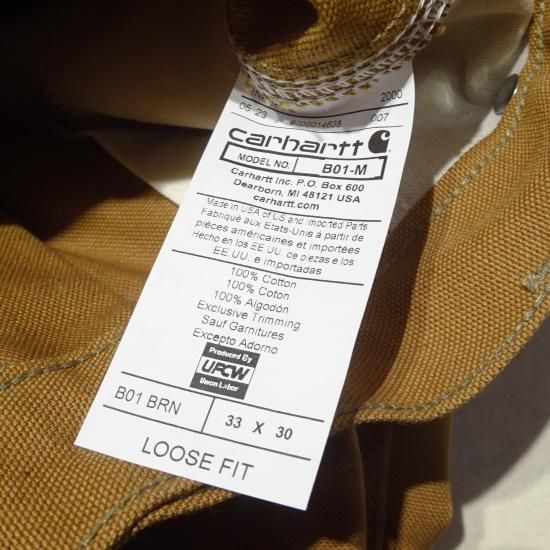 2000
05-23 007
carhartt
MODEL NO. B01-M
Carhartt Inc. P.O. Box 600
Dearborn, MI 48121 USA
carhartt.com
Made in USA of US and Imported Parts
Fabriqué aux Etats-Unis à partir de
pièces américaines et importées
Hecho en los EE.UU. de piezas e los
EE.UU. e importadas
100% Cotton
100% Coton
100% Algodón
Exclusive Trimming
Sauf Garnitures
Excepto Adorno
Produced By
UFCW
Union Labor
B01 BRN 33 X 30
LOOSE FIT